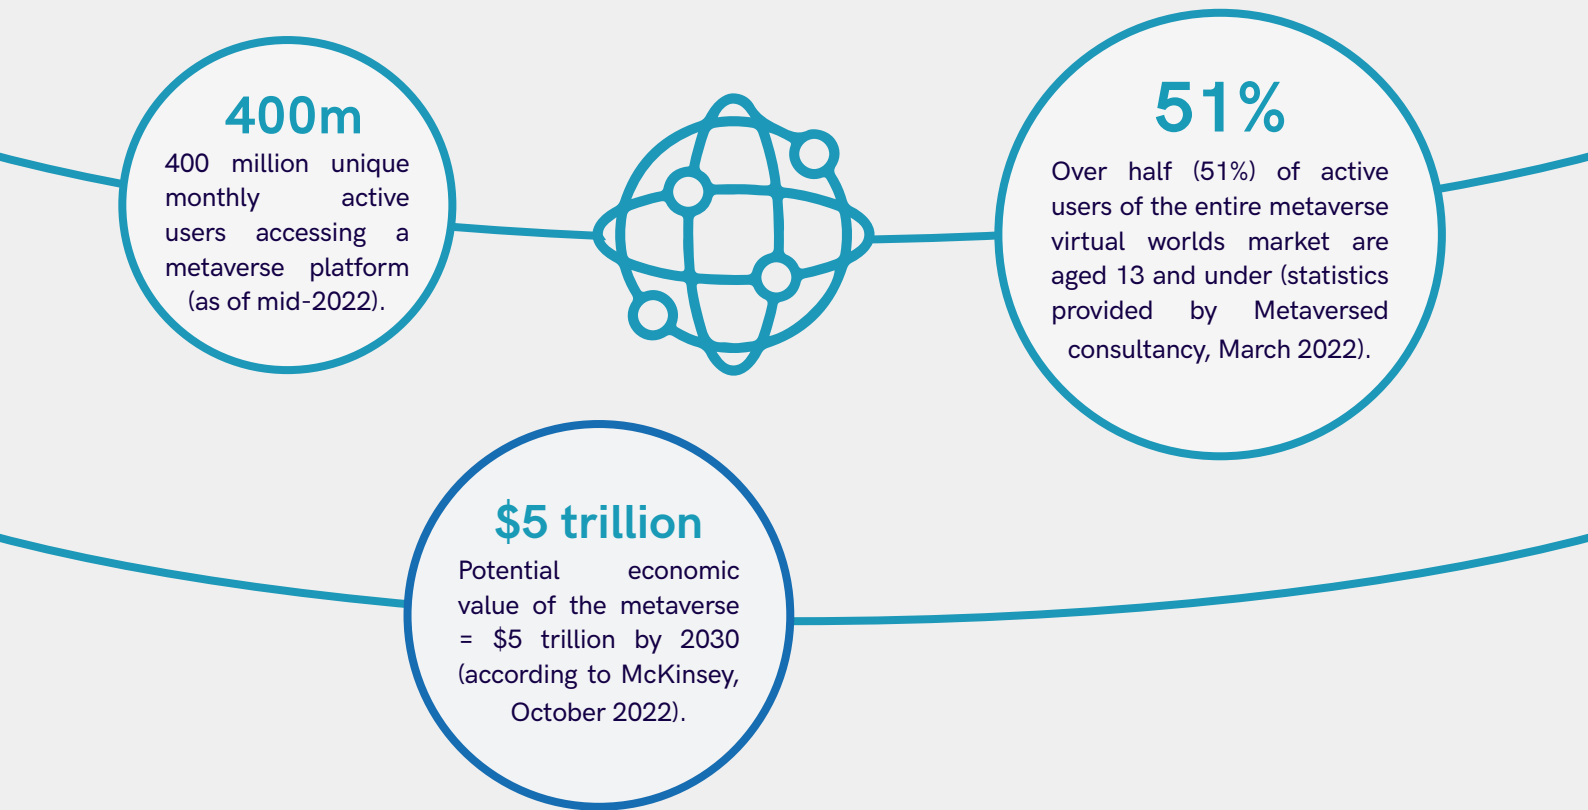 400m
400 million unique
monthly active
users accessing a
metaverse platform
(as of mid-2022).
51%
Over half (51%) of active
users of the entire metaverse
virtual worlds market are
aged 13 and under (statistics
provided by Metaversed
consultancy, March 2022).
$5 trillion
Potential economic
value of the metaverse
= $5 trillion by 2030
(according to McKinsey,
October 2022).